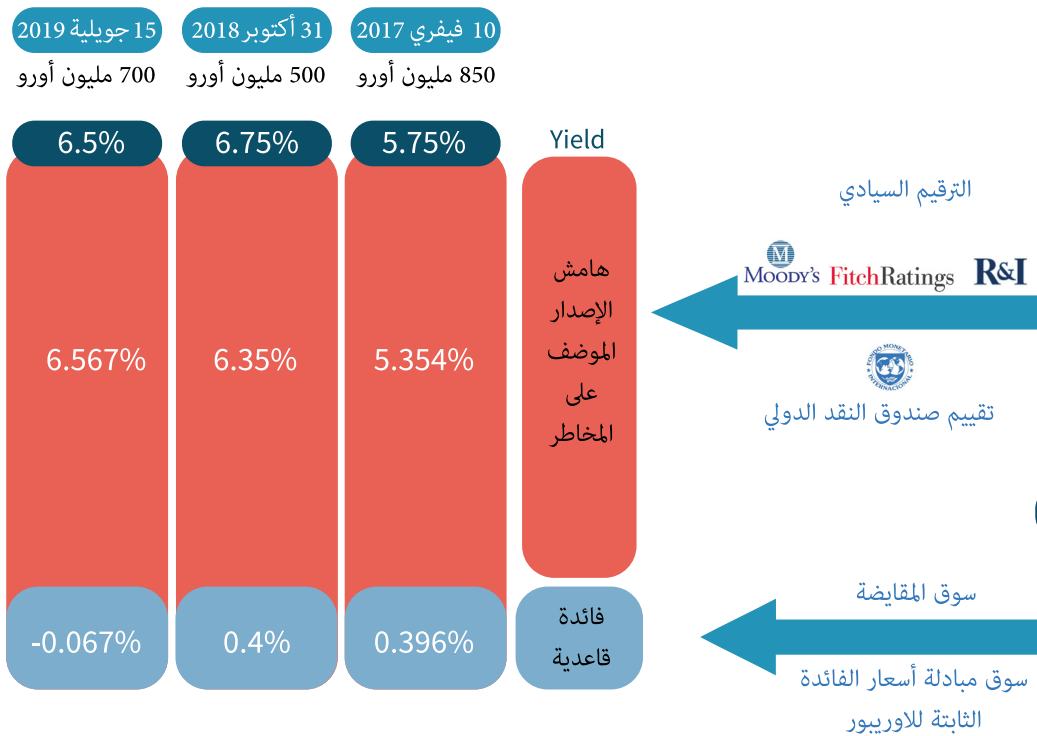 10 فيفري 2017
31 أكتوبر 2018
15 جويلية 2019
850 مليون أورو
500 مليون أورو
700 مليون أورو
Yield
5.75%
6.75%
6.5%
الترقيم السيادي
R&I
FitchRatings
MOODY'S
M
هامش
الإصدار
الموضف
على
المخاطر
5.354%
6.35%
6.567%
FONDO MONETARIO
INTERNACIONAL
تقييم صندوق النقد الدولي
سوق المقايضة
فائدة
قاعدية
0.396%
0.4%
-0.067%
سوق مبادلة أسعار الفائدة
الثابتة للاوريبور